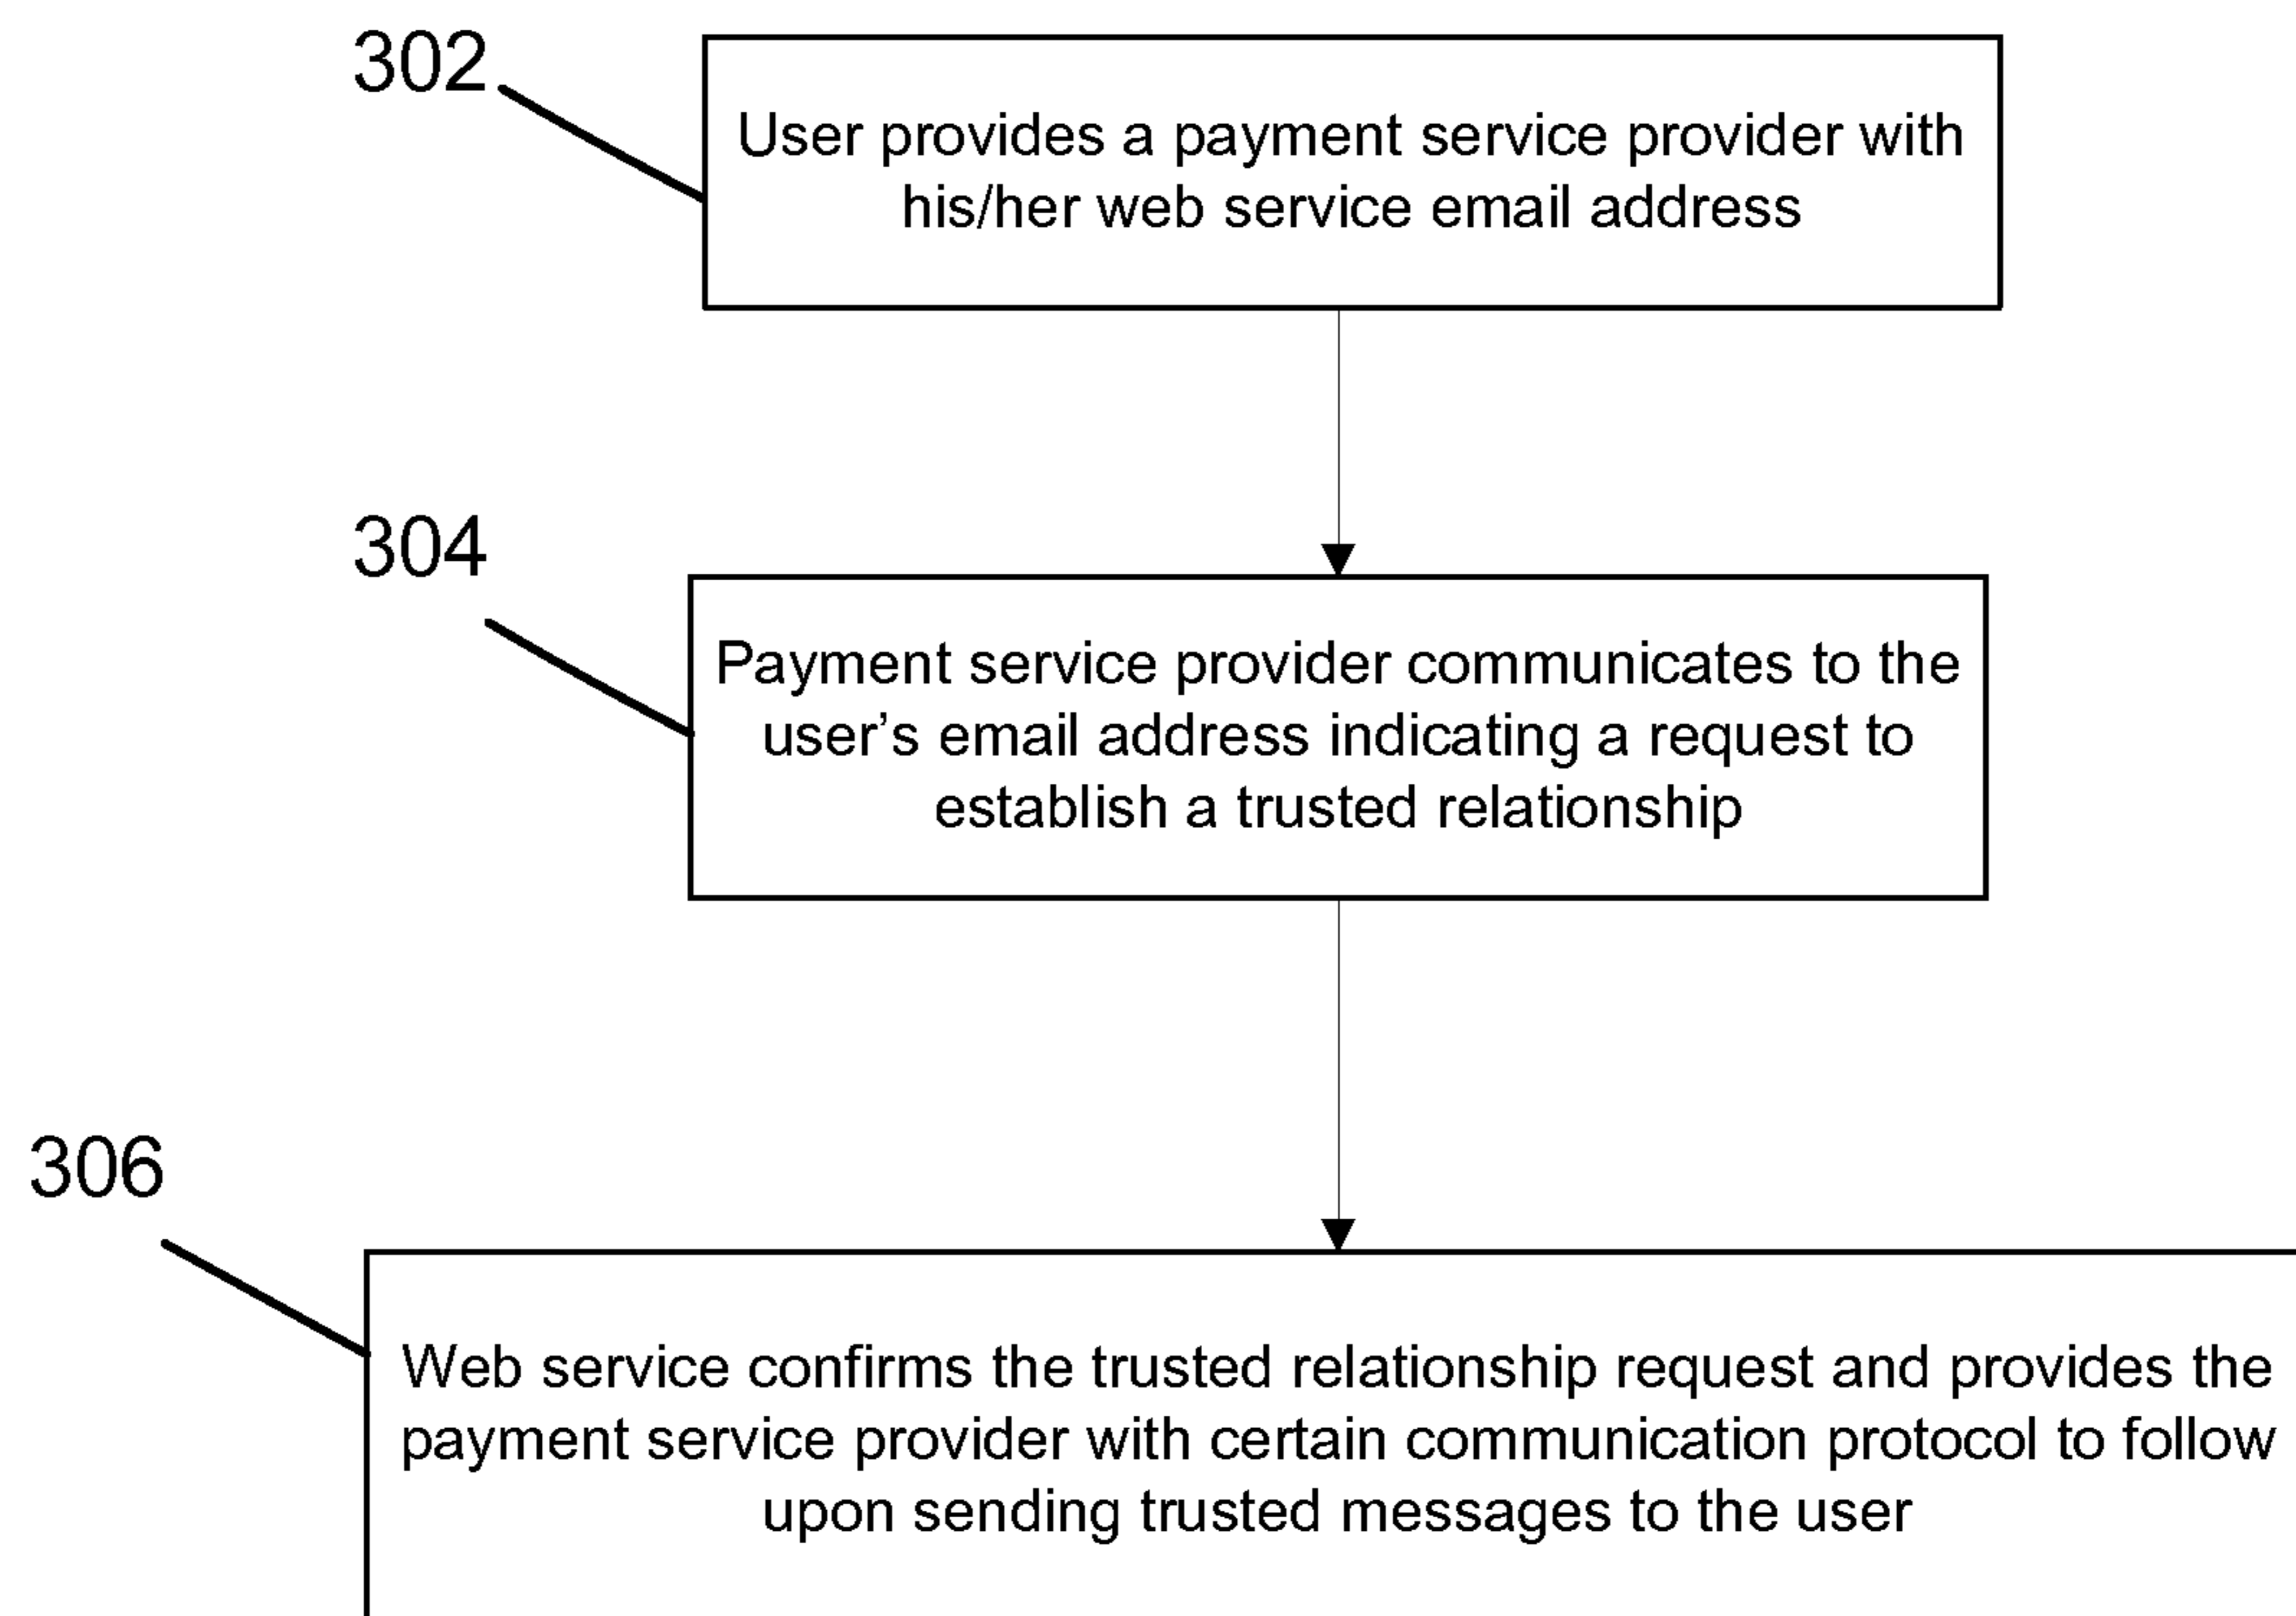 302
User provides a payment service provider with
his/her web service email address
304
Payment service provider communicates to the
user’s email address indicating a request to
establish a trusted relationship
306
Web service confirms the trusted relationship request and provides the
payment service provider with certain communication protocol to follow
upon sending trusted messages to the user